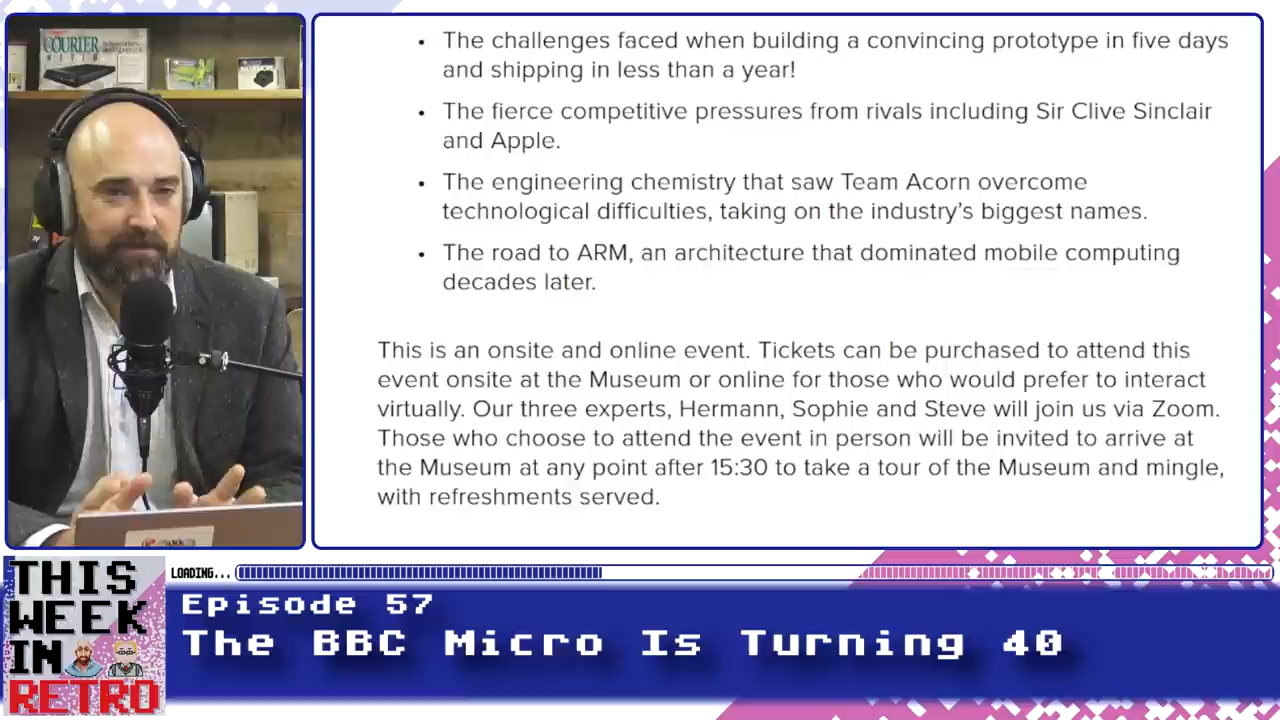 COURIER
• The challenges faced when building a convincing prototype in five days
and shipping in less than a year!
• The fierce competitive pressures from rivals including Sir Clive Sinclair
and Apple.
• The engineering chemistry that saw Team Acorn overcome
technological difficulties, taking on the industry's biggest names.
• The road to ARM, an architecture that dominated mobile computing
decades later.
This is an onsite and online event. Tickets can be purchased to attend this
event onsite at the Museum or online for those who would prefer to interact
virtually. Our three experts, Hermann, Sophie and Steve will join us via Zoom.
Those who choose to attend the event in person will be invited to arrive at
the Museum at any point after 15:30 to take a tour of the Museum and mingle,
with refreshments served.
LOADING...
THIS
WEEK
IN
RETRO
Episode 57
The BBC Micro Is Turning 40